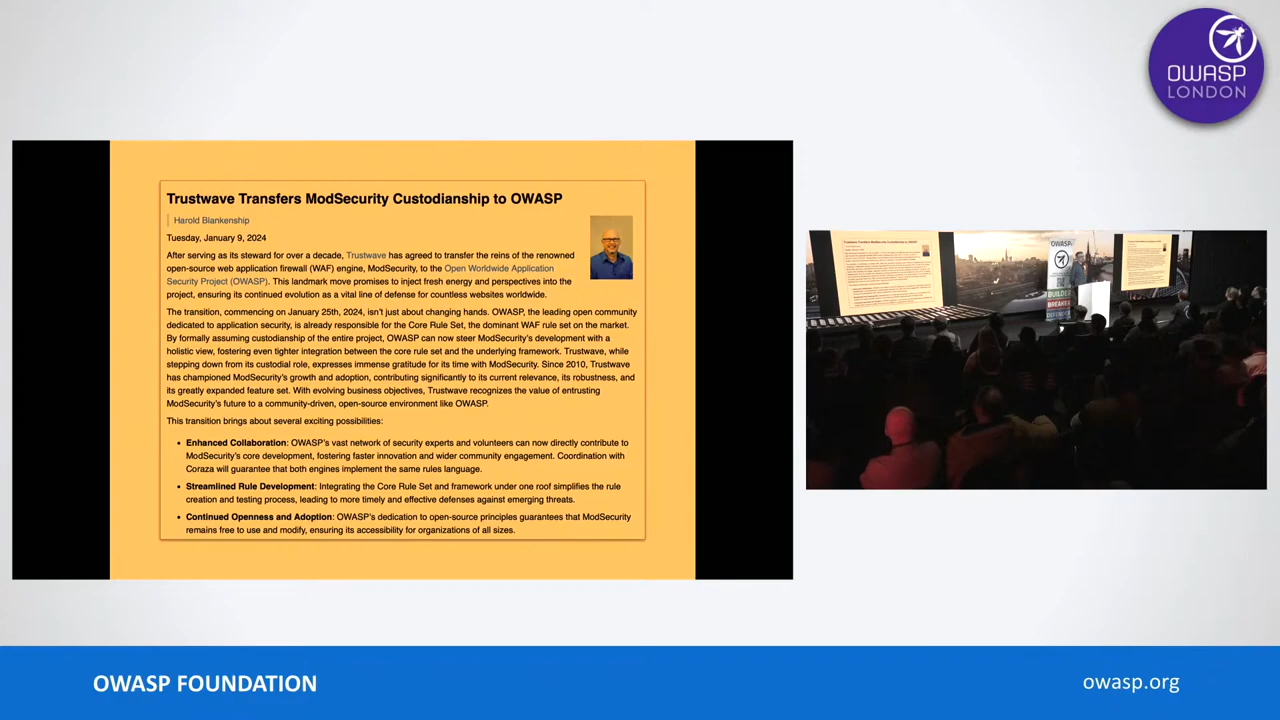 OWASP
LONDON
Trustwave Transfers ModSecurity Custodianship to OWASP
Harold Blankenship
Tuesday, January 9, 2024
After serving as its steward for over a decade, Trustwave has agreed to transfer the reins of the renowned
open-source web application firewall (WAF) engine, ModSecurity, to the Open Worldwide Application
Security Project (OWASP). This landmark move promises to inject fresh energy and perspectives into the
project, ensuring its continued evolution as a vital line of defense for countless websites worldwide.
The transition, commencing on January 25th, 2024, isn't just about changing hands. OWASP, the leading open community
dedicated to application security, is already responsible for the Core Rule Set, the dominant WAF rule set on the market.
By formally assuming custodianship of the entire project, OWASP can now steer ModSecurity's development with a
holistic view, fostering even tighter integration between the core rule set and the underlying framework. Trustwave, while
stepping down from its custodial role, expresses immense gratitude for its time with ModSecurity. Since 2010, Trustwave
has championed ModSecurity's growth and adoption, contributing significantly to its current relevance, its robustness, and
its greatly expanded feature set. With evolving business objectives, Trustwave recognizes the value of entrusting
ModSecurity's future to a community-driven, open-source environment like OWASP.
This transition brings about several exciting possibilities:
• Enhanced Collaboration: OWASP's vast network of security experts and volunteers can now directly contribute to
ModSecurity's core development, fostering faster innovation and wider community engagement. Coordination with
Coraza will guarantee that both engines implement the same rules language.
• Streamlined Rule Development: Integrating the Core Rule Set and framework under one roof simplifies the rule
creation and testing process, leading to more timely and effective defenses against emerging threats.
• Continued Openness and Adoption: OWASP's dedication to open-source principles guarantees that ModSecurity
remains free to use and modify, ensuring its accessibility for organizations of all sizes.
Trustwave Transfers ModSecurity Custodianship to OWASP
OWASP
BUILDER
BREAKER
DEFENDER
OWASP FOUNDATION
owasp.org